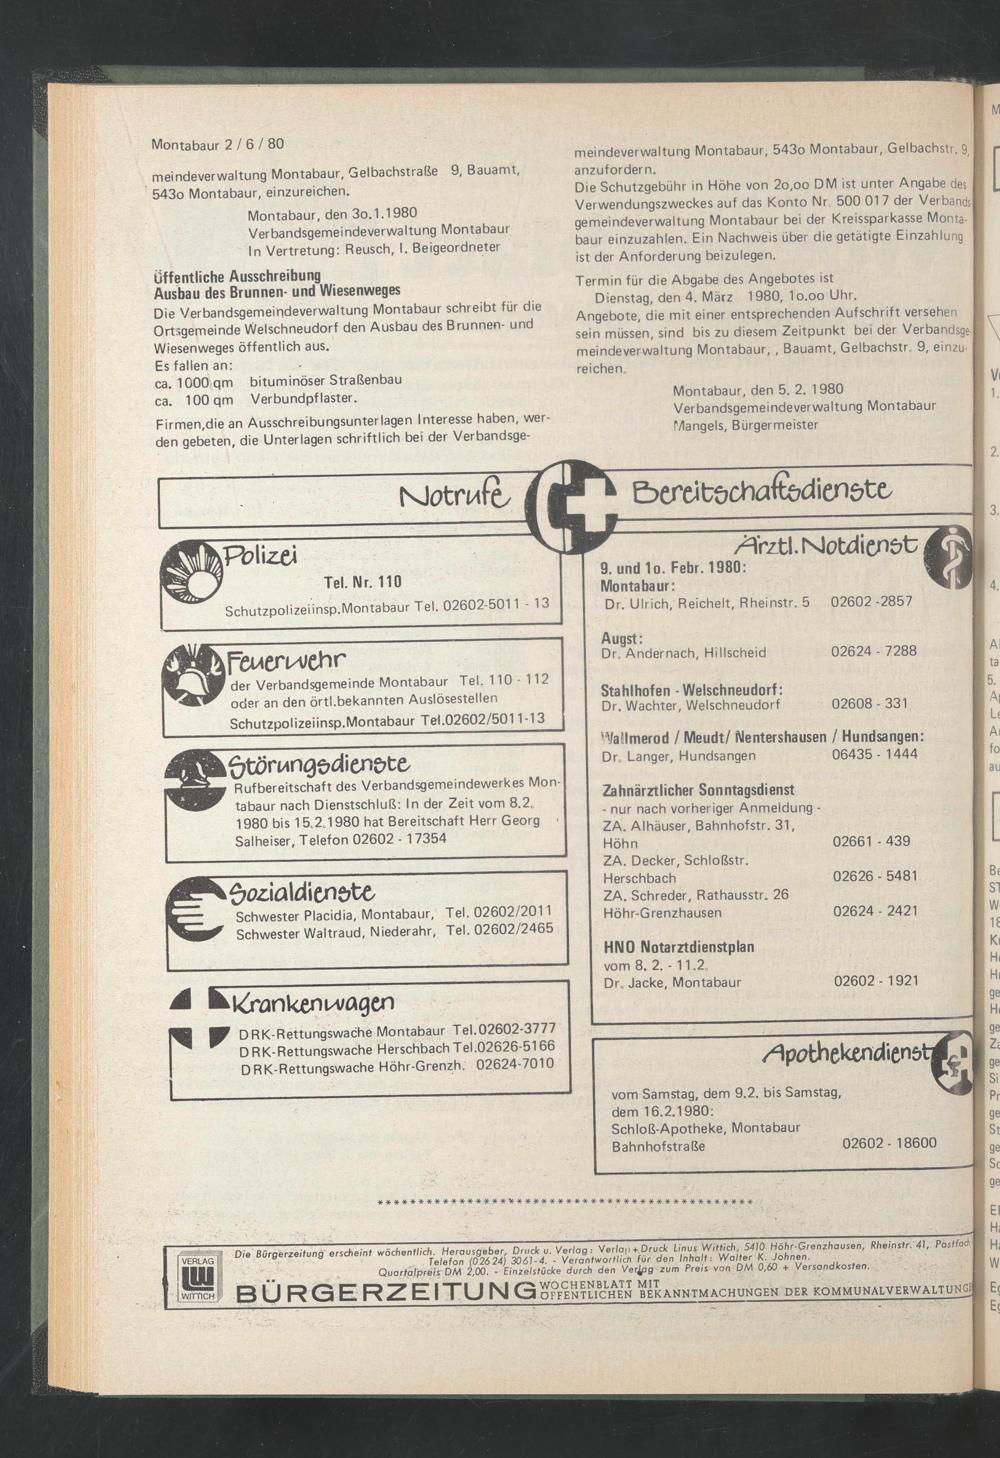 Montabaur 2 / 6 / 80
meindeverwaltung Montabaur, Gelbachstraße 9, Bauamt,
543o Montabaur, einzureichen.
Montabaur, den 3o.1.1980
Verbandsgemeindeverwaltung Montabaur
In Vertretung: Reusch, I. Beigeordneter
Öffentliche Ausschreibung
Ausbau des Brunnen- und Wiesenweges
Die Verbandsgemeindeverwaltung Montabaur schreibt für die
Ortsgemeinde Welschneudorf den Ausbau des Brunnen- und
Wiesenweges öffentlich aus.
Es fallen an:
ca. 1000 qm bituminöser Straßenbau
ca. 100 qm Verbundpflaster.
Firmen,die an Ausschreibungsunterlagen Interesse haben, wer-
den gebeten, die Unterlagen schriftlich bei der Verbandsge-
meindeverwaltung Montabaur, 543o Montabaur, Gelbachstr. 9,
anzufordern.
Die Schutzgebühr in Höhe von 2o,oo DM ist unter Angabe des
Verwendungszweckes auf das Konto Nr. 500 017 der Verbands-
gemeindeverwaltung Montabaur bei der Kreissparkasse Monta-
baur einzuzahlen. Ein Nachweis über die getätigte Einzahlung
ist der Anforderung beizulegen.
Termin für die Abgabe des Angebotes ist
Dienstag, den 4. März 1980, 1o.oo Uhr.
Angebote, die mit einer entsprechenden Aufschrift versehen
sein müssen, sind bis zu diesem Zeitpunkt bei der Verbandsge-
meindeverwaltung Montabaur, , Bauamt, Gelbachstr. 9, einzu-
reichen.
Montabaur, den 5. 2. 1980
Verbandsgemeindeverwaltung Montabaur
Mangels, Bürgermeister
Notrufe Bereitschaftsdienste
Polizei
Tel. Nr. 110
Schutzpolizeiinsp.Montabaur Tel. 02602-5011 - 13
Feuerwehr
der Verbandsgemeinde Montabaur Tel. 110 - 112
oder an den örtl.bekannten Auslösestellen
Schutzpolizeiinsp.Montabaur Tel.02602/5011-13
Störungsdienste
Rufbereitschaft des Verbandsgemeindewerkes Mon-
tabaur nach Dienstschluß: In der Zeit vom 8.2.
1980 bis 15.2.1980 hat Bereitschaft Herr Georg
Salheiser, Telefon 02602 - 17354
Sozialdienste
Schwester Placidia, Montabaur, Tel. 02602/2011
Schwester Waltraud, Niederahr, Tel. 02602/2465
Krankenwagen
DRK-Rettungswache Montabaur Tel.02602-3777
DRK-Rettungswache Herschbach Tel.02626-5166
DRK-Rettungswache Höhr-Grenzh. 02624-7010
Ärztl. Notdienst
9. und 1o. Febr. 1980:
Montabaur:
Dr. Ulrich, Reichelt, Rheinstr. 5 02602 -2857
Augst:
Dr. Andernach, Hillscheid 02624 - 7288
Stahlhofen - Welschneudorf:
Dr. Wachter, Welschneudorf 02608 - 331
Wallmerod / Meudt/ Nentershausen / Hundsangen:
Dr. Langer, Hundsangen 06435 - 1444
Zahnärztlicher Sonntagsdienst
- nur nach vorheriger Anmeldung -
ZA. Alhäuser, Bahnhofstr. 31,
Höhn 02661 - 439
ZA. Decker, Schloßstr.
Herschbach 02626 - 5481
ZA. Schreder, Rathausstr. 26
Höhr-Grenzhausen 02624 - 2421
HNO Notarztdienstplan
vom 8. 2. - 11.2.
Dr. Jacke, Montabaur 02602 - 1921
Apothekendienst
vom Samstag, dem 9.2. bis Samstag,
dem 16.2.1980:
Schloß-Apotheke, Montabaur
Bahnhofstraße 02602 - 18600
VERLAG
WITTICH
Die Bürgerzeitung erscheint wöchentlich. Herausgeber, Druck u. Verlag: Verlag + Druck Linus Wittich, 5410 Höhr-Grenzhausen, Rheinstr. 41, Postfach
Telefon (02624) 3061-4. - Verantwortlich für den Inhalt: Walter K. Johnen.
Quartalpreis DM 2,00. - Einzelstücke durch den Verlag zum Preis von DM 0,60 + Versandkosten.
BÜRGERZEITUNG WOCHENBLATT MIT
ÖFFENTLICHEN BEKANNTMACHUNGEN DER KOMMUNALVERWALTUNG